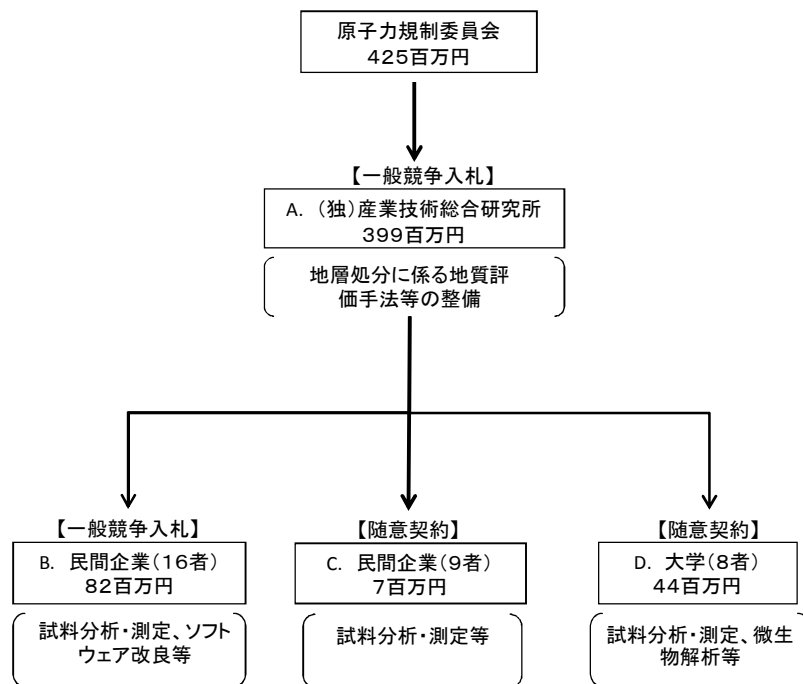 原子力規制委員会
425百万円
【一般競争入札】
A. (独)産業技術総合研究所
399百万円
地層処分に係る地質評
価手法等の整備
【一般競争入札】
B. 民間企業(16者)
82百万円
試料分析・測定、ソフト
ウェア改良等
【随意契約】
C. 民間企業(9者)
7百万円
試料分析・測定等
【随意契約】
D. 大学(8者)
44百万円
試料分析・測定、微生
物解析等